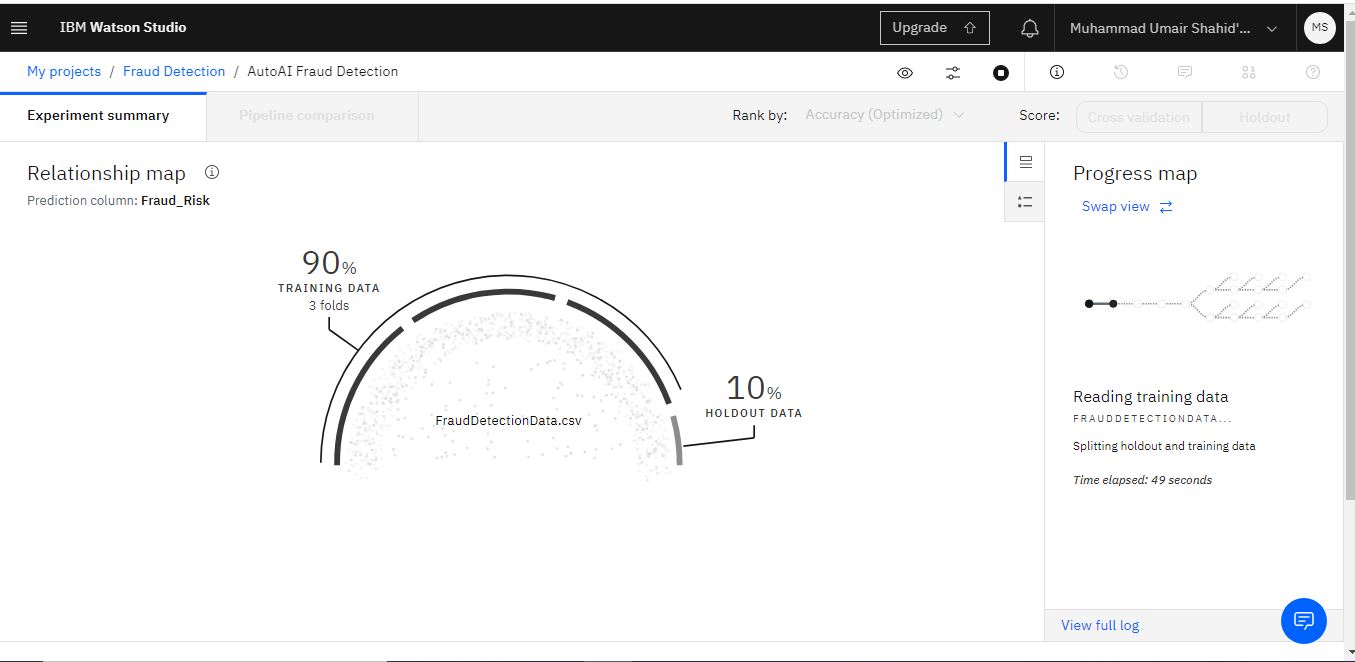 IBM Watson Studio
Upgrade
Muhammad Umair Shahid'...
MS
My projects / Fraud Detection / AutoAI Fraud Detection
Experiment summary
Pipeline comparison
Rank by: Accuracy (Optimized)
Score: Cross validation Holdout
Relationship map
Prediction column: Fraud_Risk
90%
TRAINING DATA
3 folds
FraudDetectionData.csv
10%
HOLDOUT DATA
Progress map
Swap view
Reading training data
FRAUDDETECTIONDATA...
Splitting holdout and training data
Time elapsed: 49 seconds
View full log